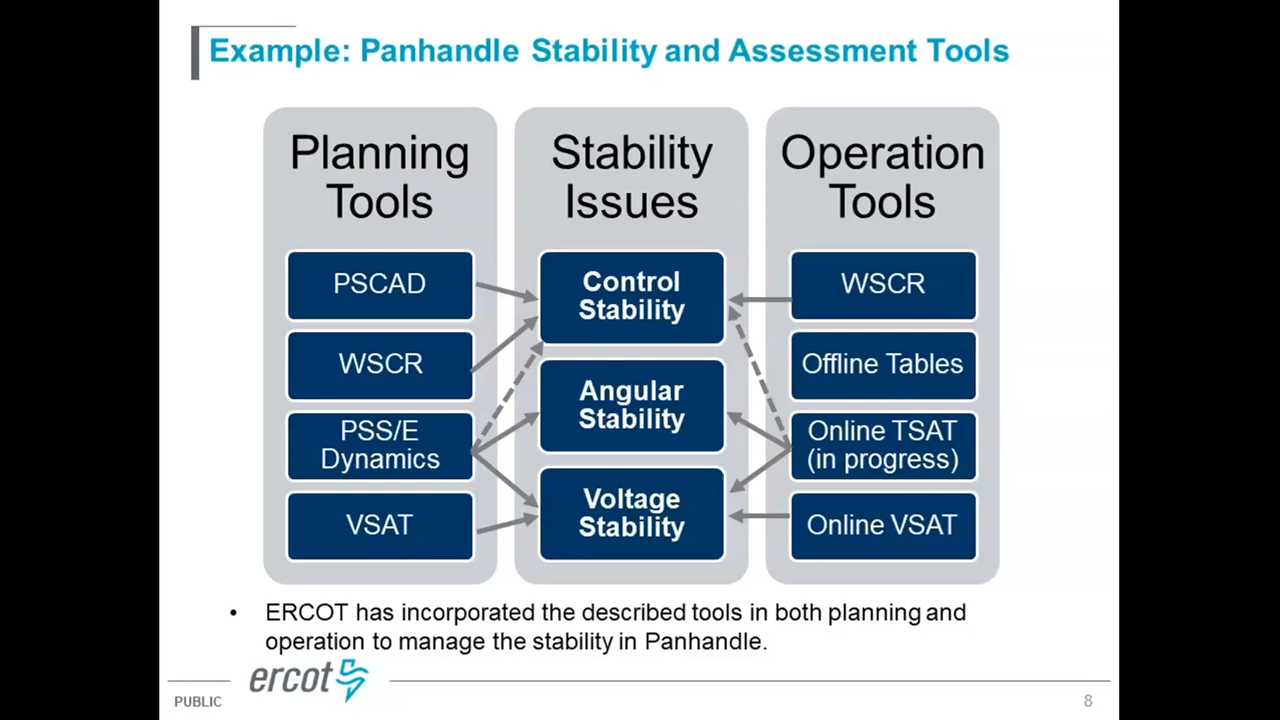 Example: Panhandle Stability and Assessment Tools
Planning
Tools
PSCAD
WSCR
PSS/E
Dynamics
VSAT
Stability
Issues
Control
Stability
Angular
Stability
Voltage
Stability
Operation
Tools
WSCR
Offline Tables
Online TSAT
(in progress)
Online VSAT
• ERCOT has incorporated the described tools in both planning and
operation to manage the stability in Panhandle.
ercot
PUBLIC
8